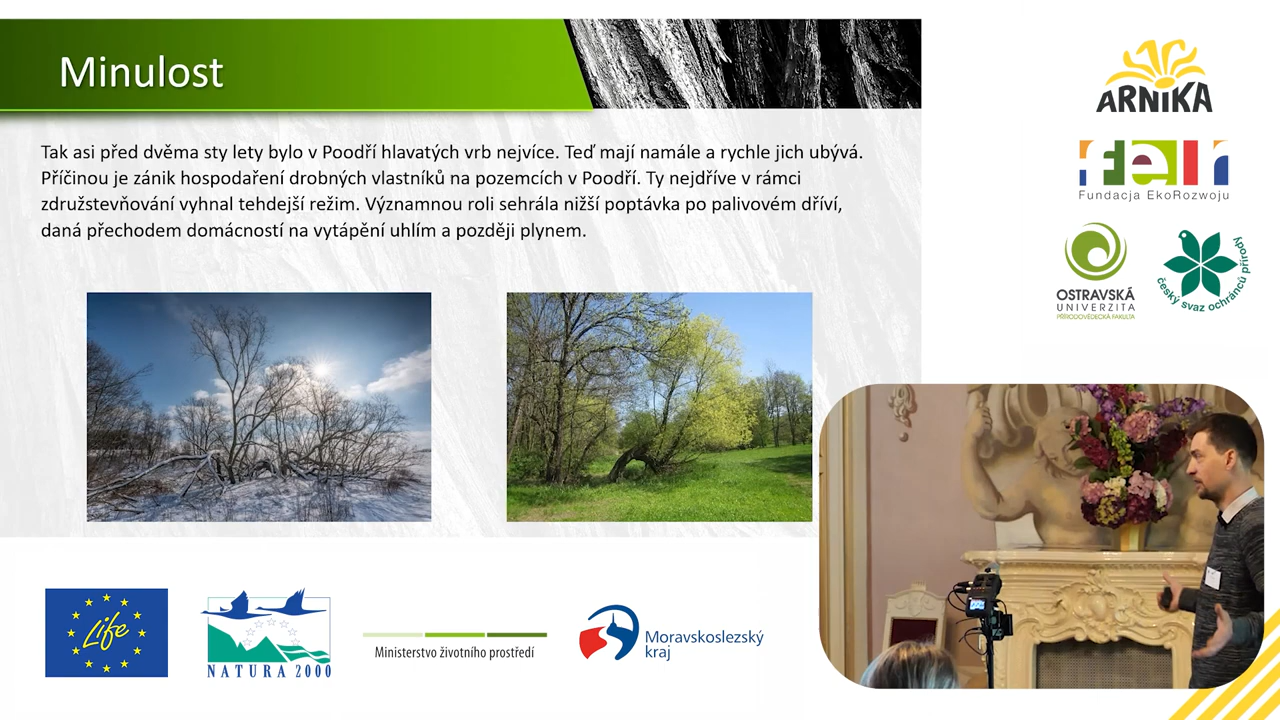 Minulost
Tak asi před dvěma sty lety bylo v Poodří hlavatých vrb nejvíce. Teď mají namále a rychle jich ubývá.
Příčinou je zánik hospodaření drobných vlastníků na pozemcích v Poodří. Ty nejdříve v rámci
združstevňování vyhnal tehdejší režim. Významnou roli sehrála nižší poptávka po palivovém dříví,
daná přechodem domácností na vytápění uhlím a později plynem.
ARNIKA
feer
Fundacja EkoRozwoju
OSTRAVSKÁ
UNIVERZITA
PŘÍRODOVĚDECKÁ FAKULTA
český svaz ochránců přírody
Life
NATURA 2000
Ministerstvo životního prostředí
Moravskoslezský
kraj